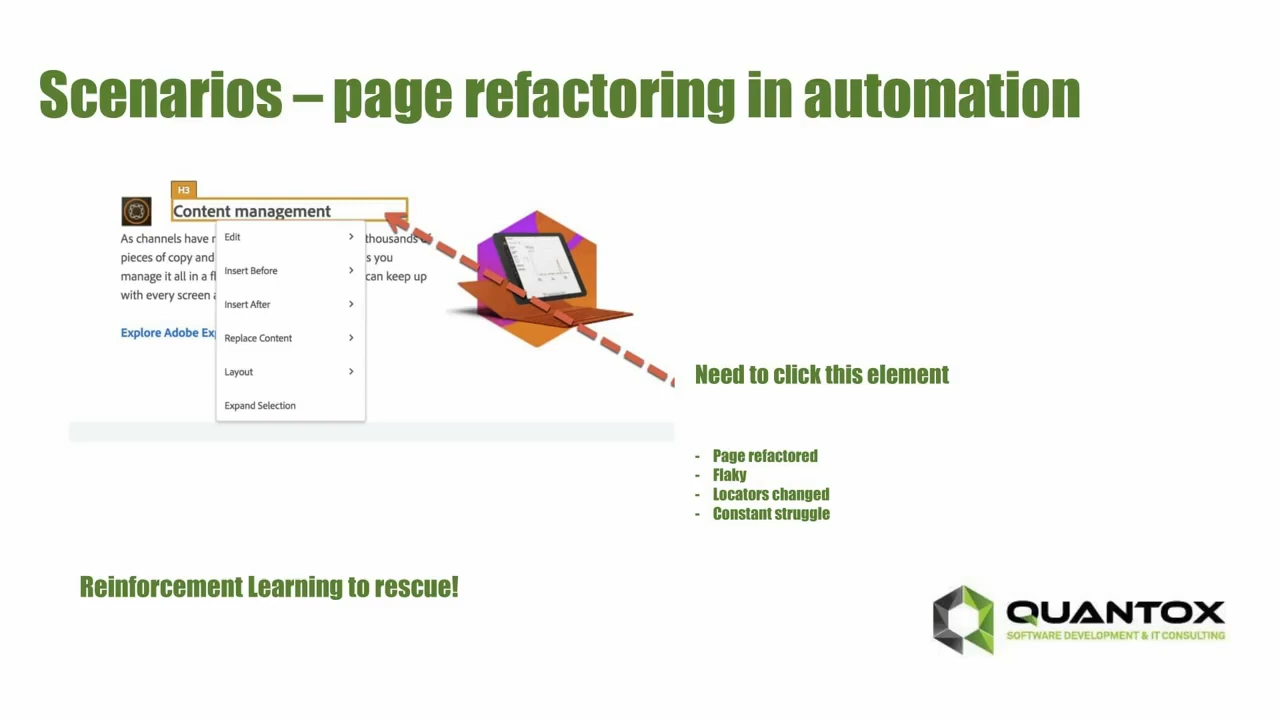 Scenarios – page refactoring in automation
H3
Content management
As channels have
thousands
pieces of copy and
s you
manage it all in a
can keep up
with every screen
Explore Adobe
Edit
Insert Before
Insert After
Replace Content
Layout
Expand Selection
Need to click this element
- Page refactored
- Flaky
- Locators changed
- Constant struggle
Reinforcement Learning to rescue!
QUANTOX
SOFTWARE DEVELOPMENT & IT CONSULTING